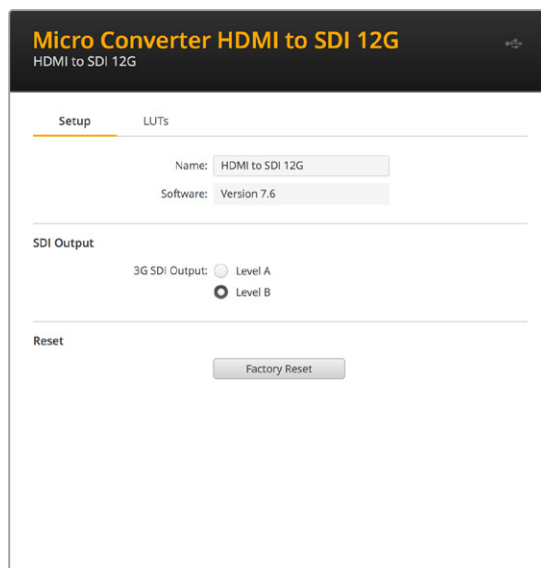 Micro Converter HDMI to SDI 12G
HDMI to SDI 12G
Setup LUTs
Name: HDMI to SDI 12G
Software: Version 7.6
SDI Output
3G SDI Output: Level A
Level B
Reset
Factory Reset